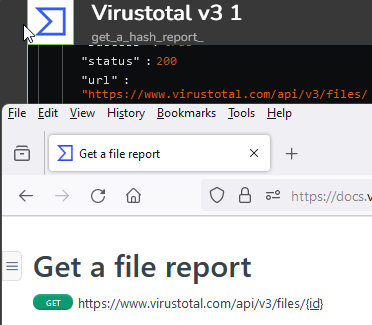 Virustotal v3 1
get_a_hash_report_
"status" : 200
"url" :
"https://www.virustotal.com/api/v3/files/
File Edit View History Bookmarks Tools Help
Get a file report
https://docs.v
Get a file report
GET https://www.virustotal.com/api/v3/files/{id}